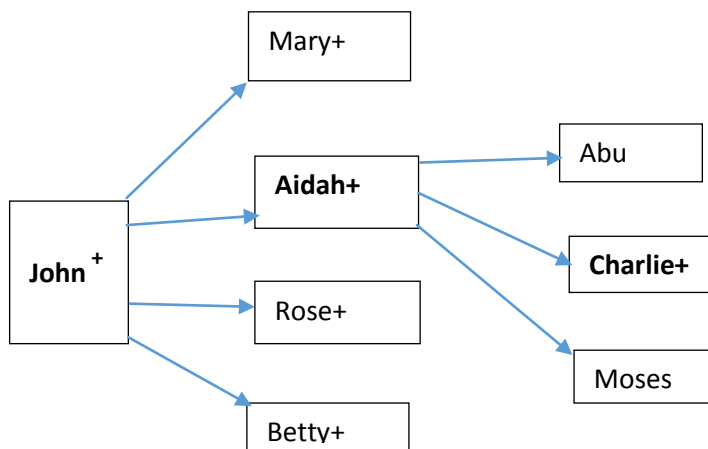 John +
Mary+
Aidah+
Rose+
Betty+
Abu
Charlie+
Moses